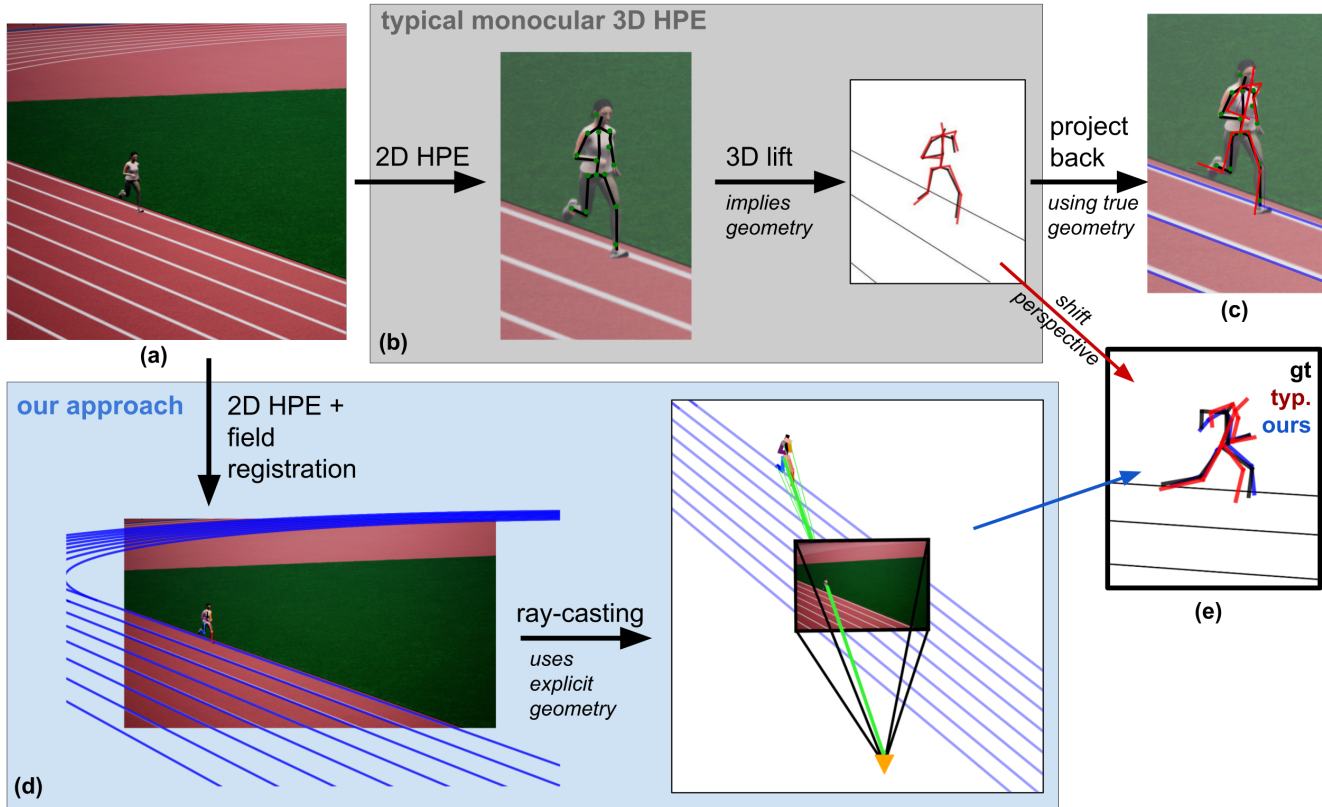 typical monocular 3D HPE
2D HPE
3D lift
implies
geometry
project
back
using true
geometry
(a)
(b)
(c)
shift
perspective
our approach
2D HPE +
field
registration
ray-casting
uses
explicit
geometry
(d)
gt
typ.
ours
(e)